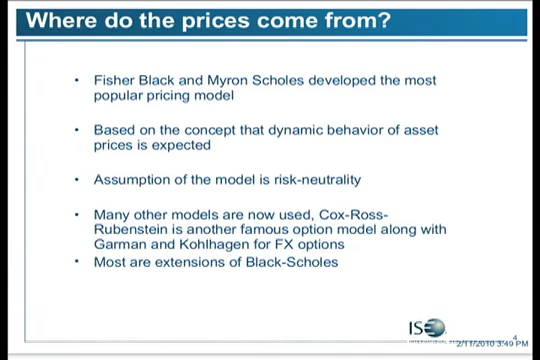 Where do the prices come from?
• Fisher Black and Myron Scholes developed the most
popular pricing model
• Based on the concept that dynamic behavior of asset
prices is expected
• Assumption of the model is risk-neutrality
• Many other models are now used, Cox-Ross-
Rubenstein is another famous option model along with
Garman and Kohlhagen for FX options
• Most are extensions of Black-Scholes
ISE
4
2/11/2010 3:49 PM